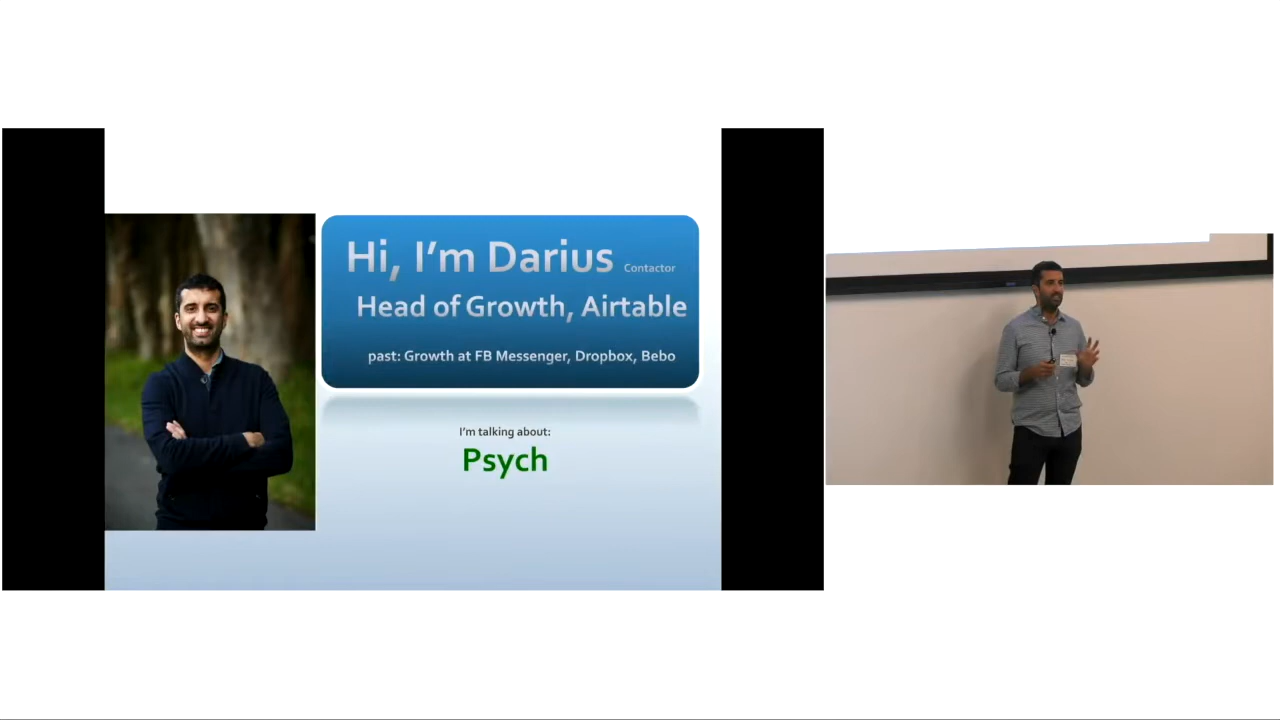 Hi, I'm Darius Contactor
Head of Growth, Airtable
past: Growth at FB Messenger, Dropbox, Bebo
I'm talking about:
Psych